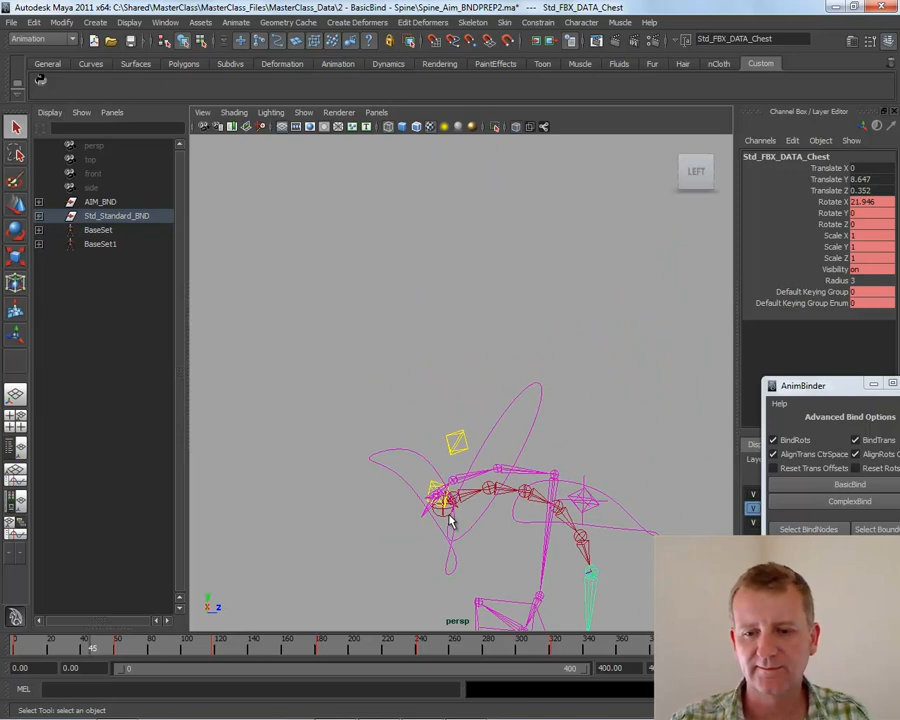 Autodesk Maya 2011 - C:\Shared\MasterClass\MasterClass_Files\MasterClass_Data\2 - BasicBind - Spine\Spine_Aim_BNDPREP2.ma* --- Std_FBX_DATA_Chest
File Edit Modify Create Display Window Assets Animate Geometry Cache Create Deformers Edit Deformers Skeleton Skin Constrain Character Muscle Help
Animation
Std_FBX_DATA_Chest
General Curves Surfaces Polygons Subdivs Deformation Animation Dynamics Rendering PaintEffects Toon Muscle Fluids Fur Hair nCloth Custom
Display Show Panels
View Shading Lighting Show Renderer Panels
Channel Box / Layer Editor
Channels Edit Object Show
persp
top
front
side
AIM_BND
Std_Standard_BND
BaseSet
BaseSet1
LEFT
Std_FBX_DATA_Chest
Translate X 0
Translate Y 8.647
Translate Z 0.352
Rotate X 21.946
Rotate Y 0
Rotate Z 0
Scale X 1
Scale Y 1
Scale Z 1
Visibility on
Radius 3
Default Keying Group 0
Default Keying Group Enum 0
AnimBinder
Help
Advanced Bind Options
BindRots BindTrans
AlignTrans CtrSpace AlignRots C
Reset Trans Offsets Reset Rots
BasicBind
ComplexBind
Select BindNodes Select Bound
V
V
V
y
x z
persp
0 20 40 45 60 80 100 120 140 160 180 200 220 240 260 280 300 320 340 360
0.00 0.00 0 400 400.00
MEL
Select Tool: select an object